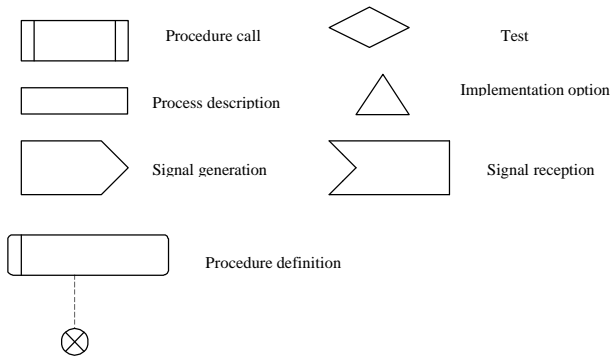 Procedure call
Test
Process description
Implementation option
Signal generation
Signal reception
Procedure definition